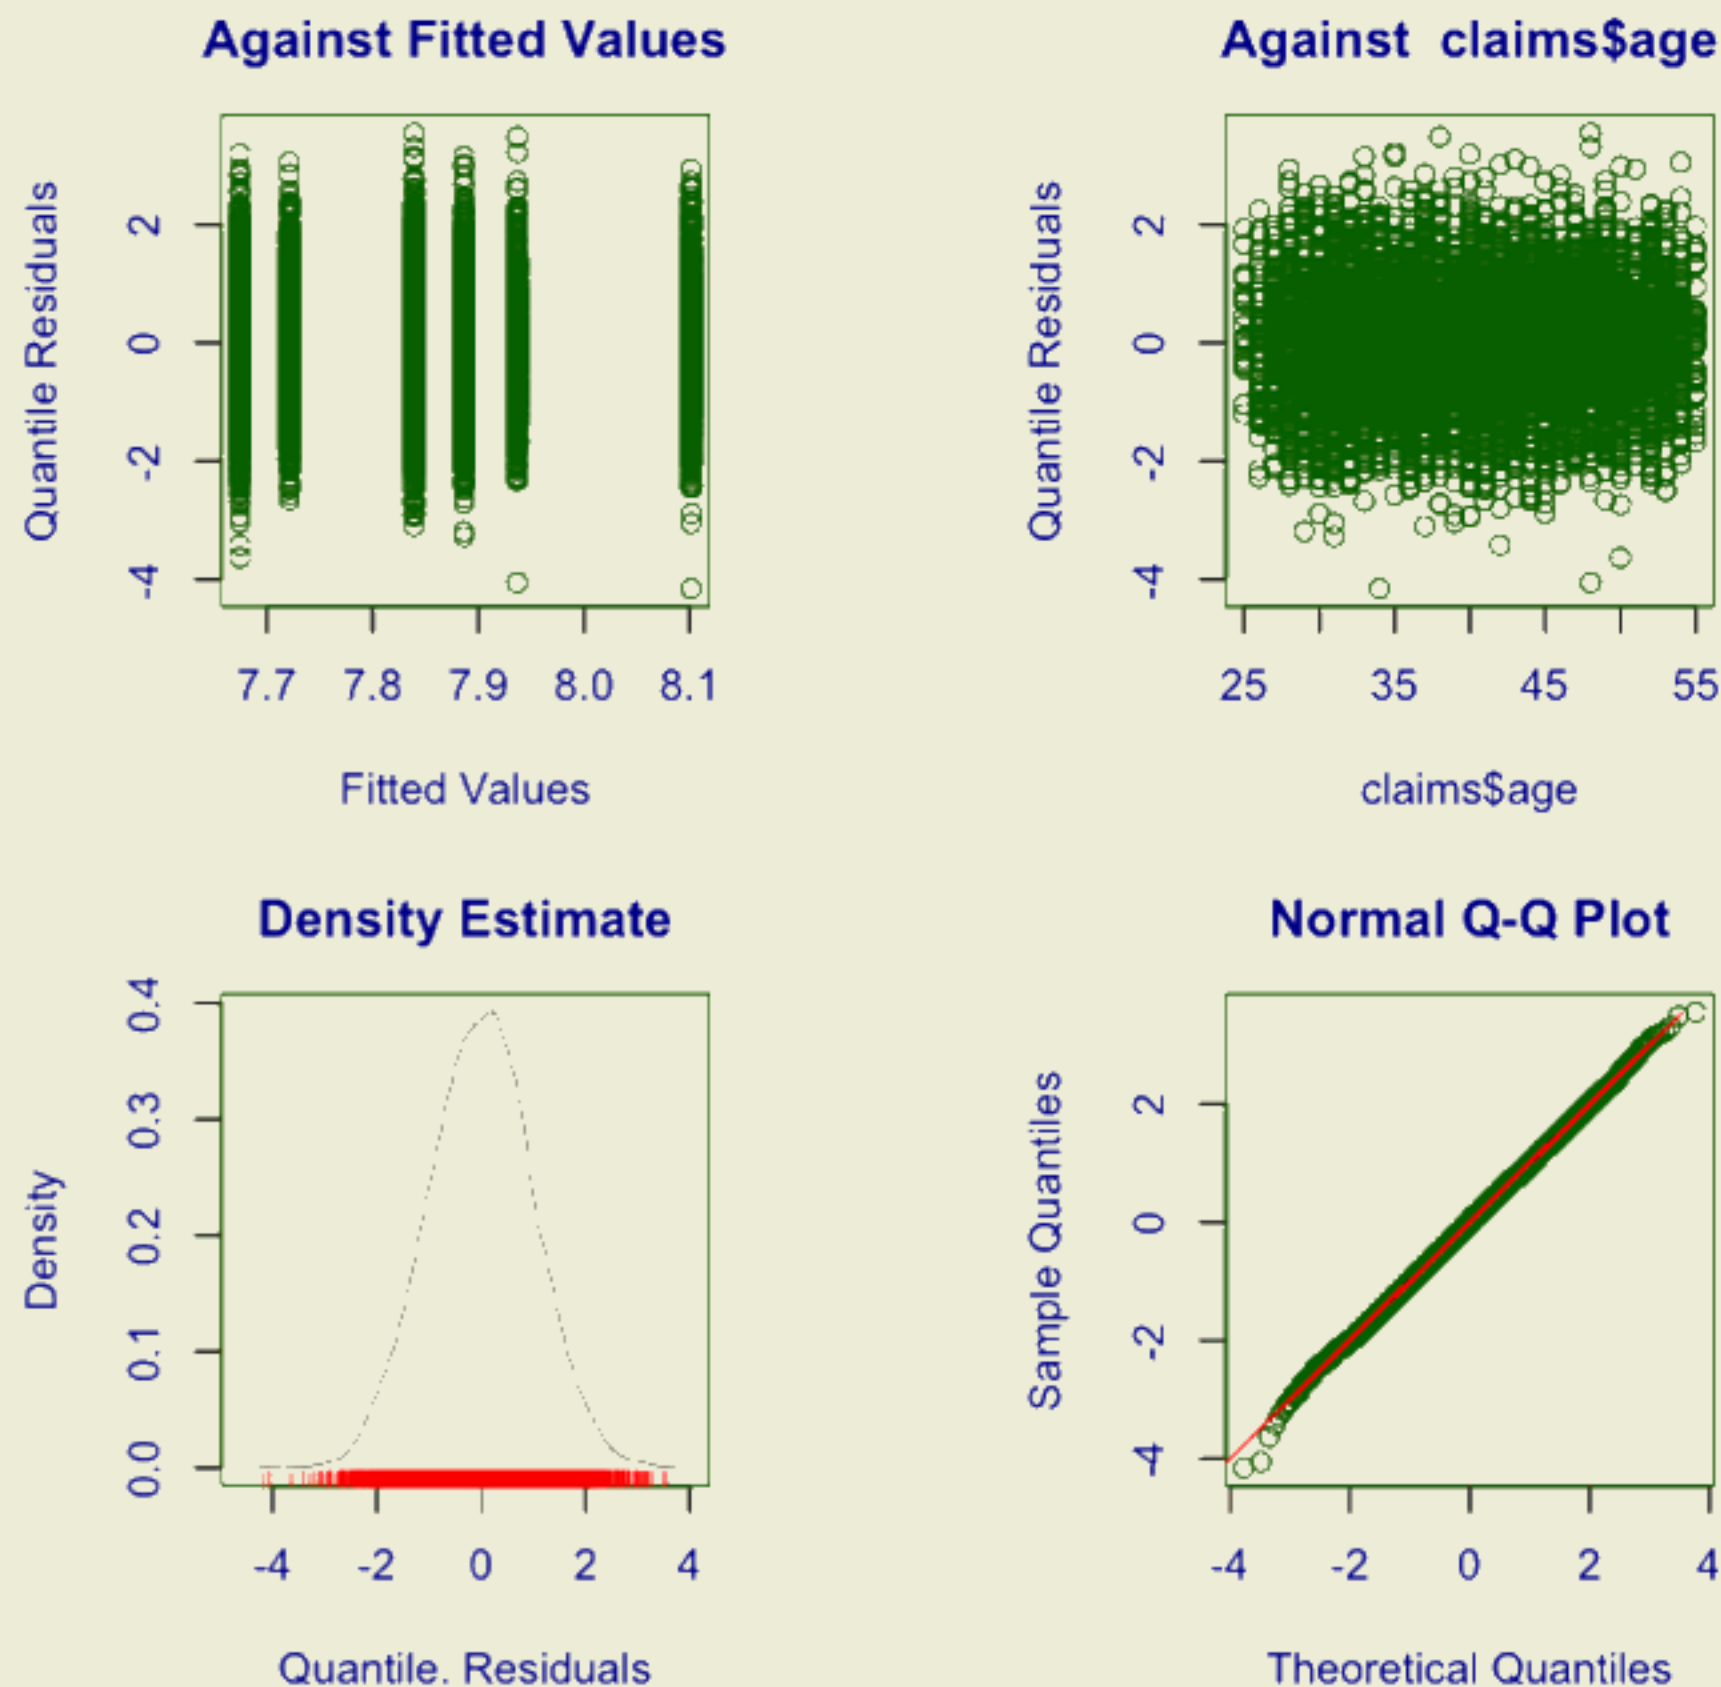 Against Fitted Values
Quantile Residuals
2
0
-2
-4
7.7 7.8 7.9 8.0 8.1
Fitted Values
Against claims$age
Quantile Residuals
2
0
-2
-4
25 35 45 55
claims$age
Density Estimate
Density
0.4
0.3
0.2
0.1
0.0
-4 -2 0 2 4
Quantile. Residuals
Normal Q-Q Plot
Sample Quantiles
2
0
-2
-4
-4 -2 0 2 4
Theoretical Quantiles